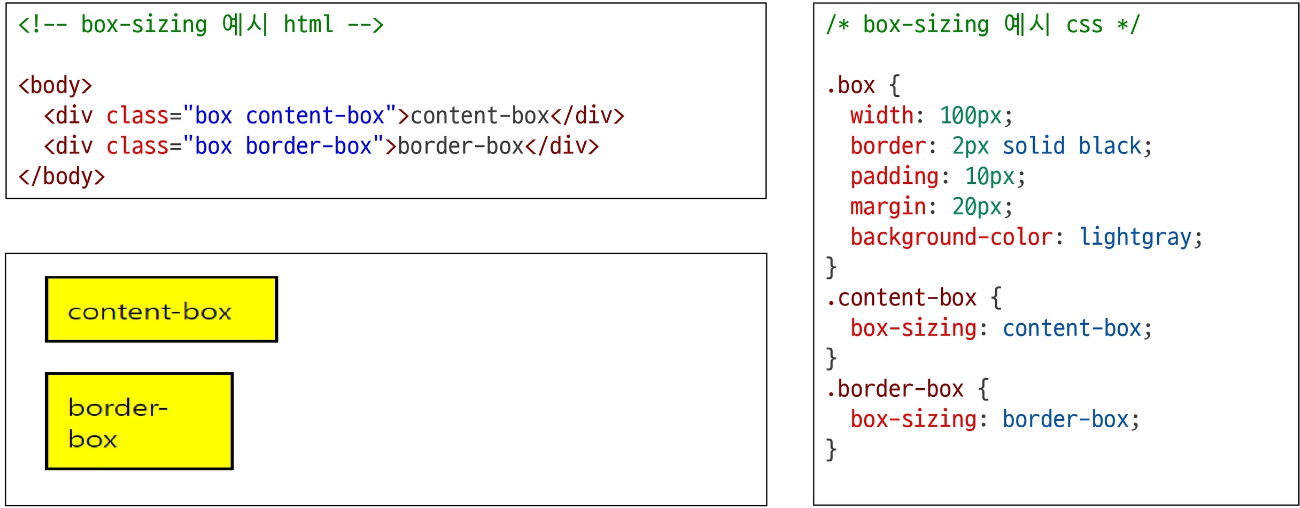 <!-- box-sizing 예시 html -->
<body>
  <div class="box content-box">content-box</div>
  <div class="box border-box">border-box</div>
</body>
content-box
border-
box
/* box-sizing 예시 css */
.box {
  width: 100px;
  border: 2px solid black;
  padding: 10px;
  margin: 20px;
  background-color: lightgray;
}
.content-box {
  box-sizing: content-box;
}
.border-box {
  box-sizing: border-box;
}